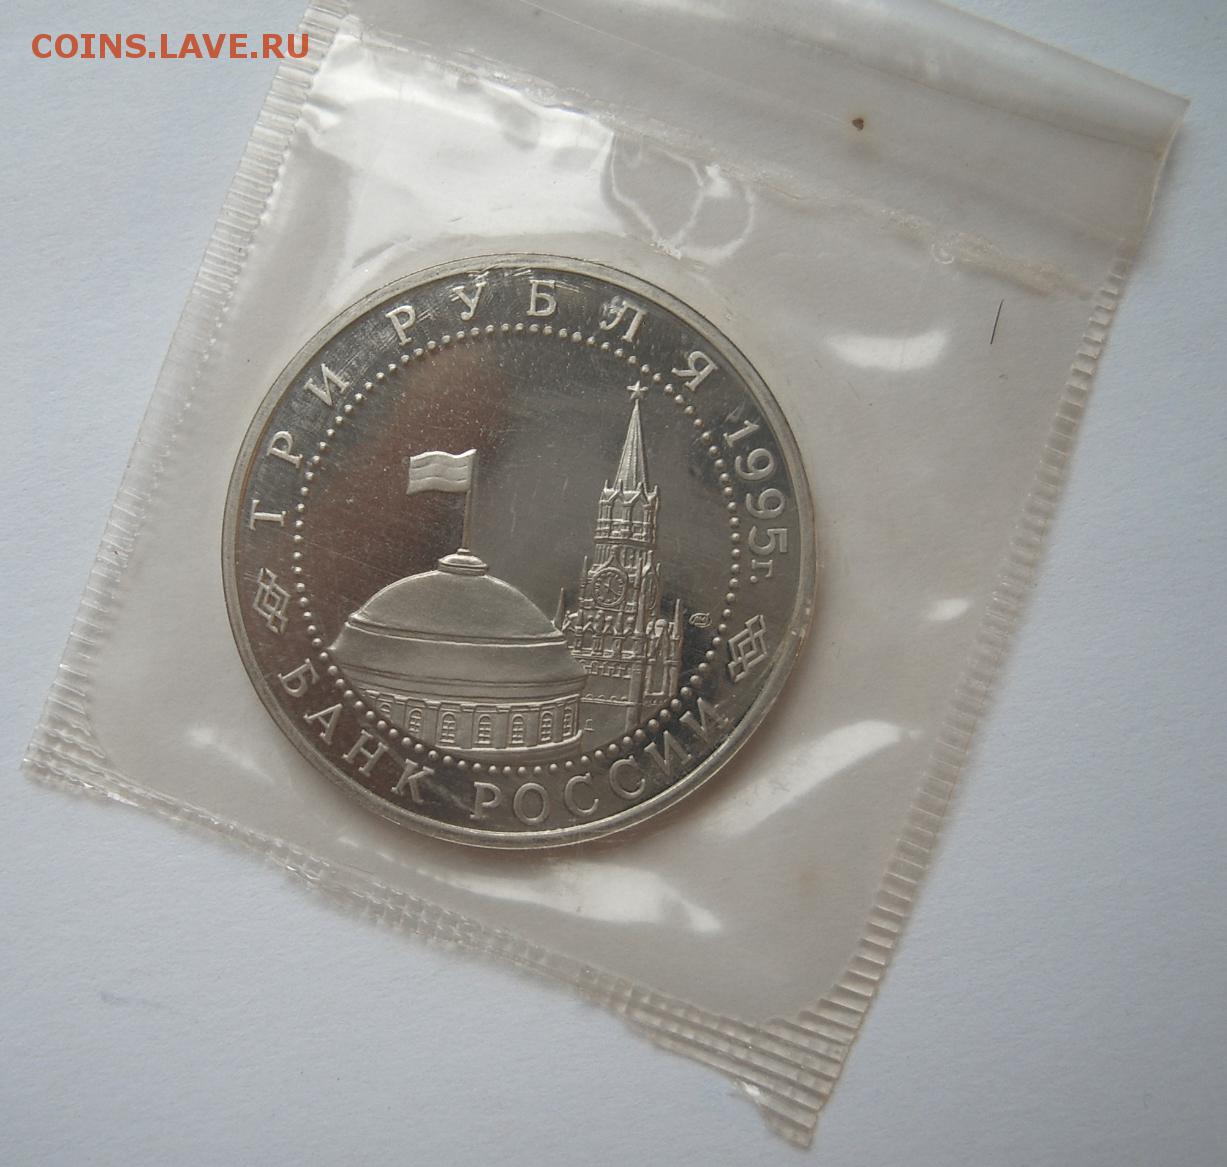 COINS.LAVE.RU
ТРИ РУБЛЯ 1995г.
БАНК РОССИИ